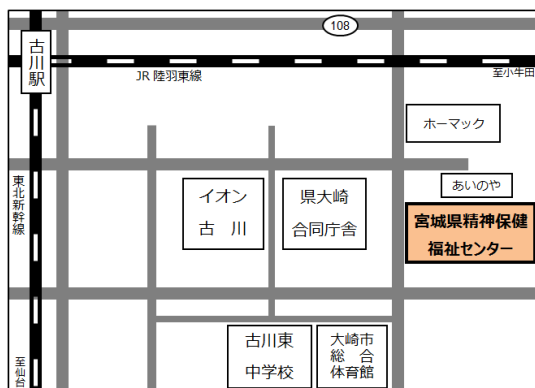 108
古川駅
JR 陸羽東線
至小牛田
ホーマック
あいのや
東北新幹線
イオン
古 川
県大崎
合同庁舎
宮城県精神保健
福祉センター
古川東
中学校
大崎市
総 合
体育館
至仙台